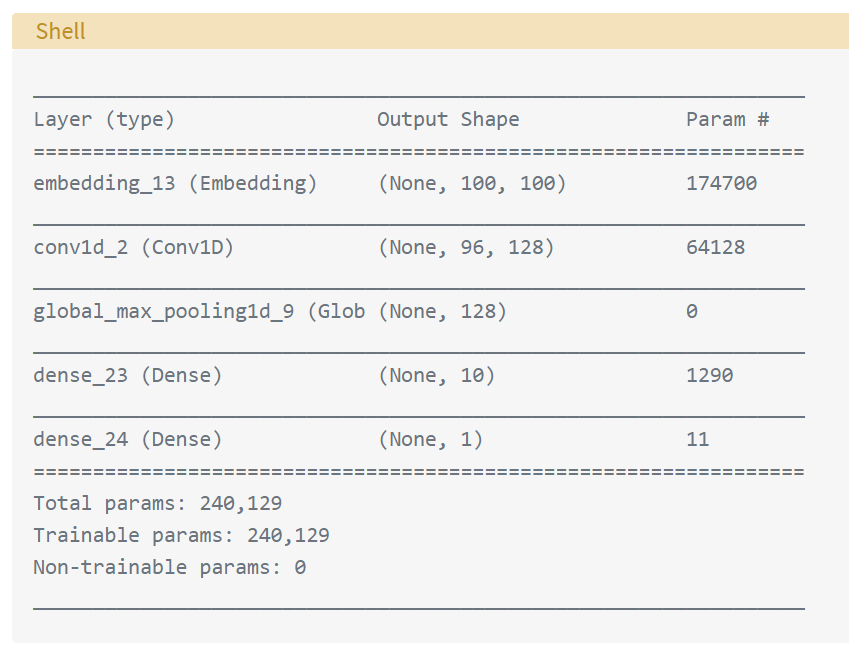 Shell
_________________________________________________________________
Layer (type)                 Output Shape              Param #
=================================================================
embedding_13 (Embedding)     (None, 100, 100)          174700
_________________________________________________________________
conv1d_2 (Conv1D)            (None, 96, 128)           64128
_________________________________________________________________
global_max_pooling1d_9 (Glob (None, 128)               0
_________________________________________________________________
dense_23 (Dense)             (None, 10)                1290
_________________________________________________________________
dense_24 (Dense)             (None, 1)                 11
=================================================================
Total params: 240,129
Trainable params: 240,129
Non-trainable params: 0
_________________________________________________________________